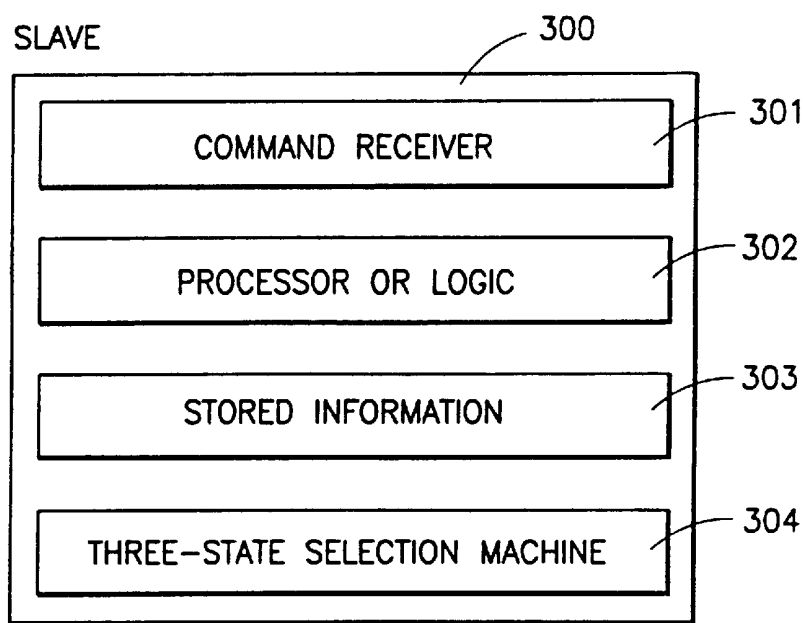 SLAVE
300
COMMAND RECEIVER
301
PROCESSOR OR LOGIC
302
STORED INFORMATION
303
THREE-STATE SELECTION MACHINE
304